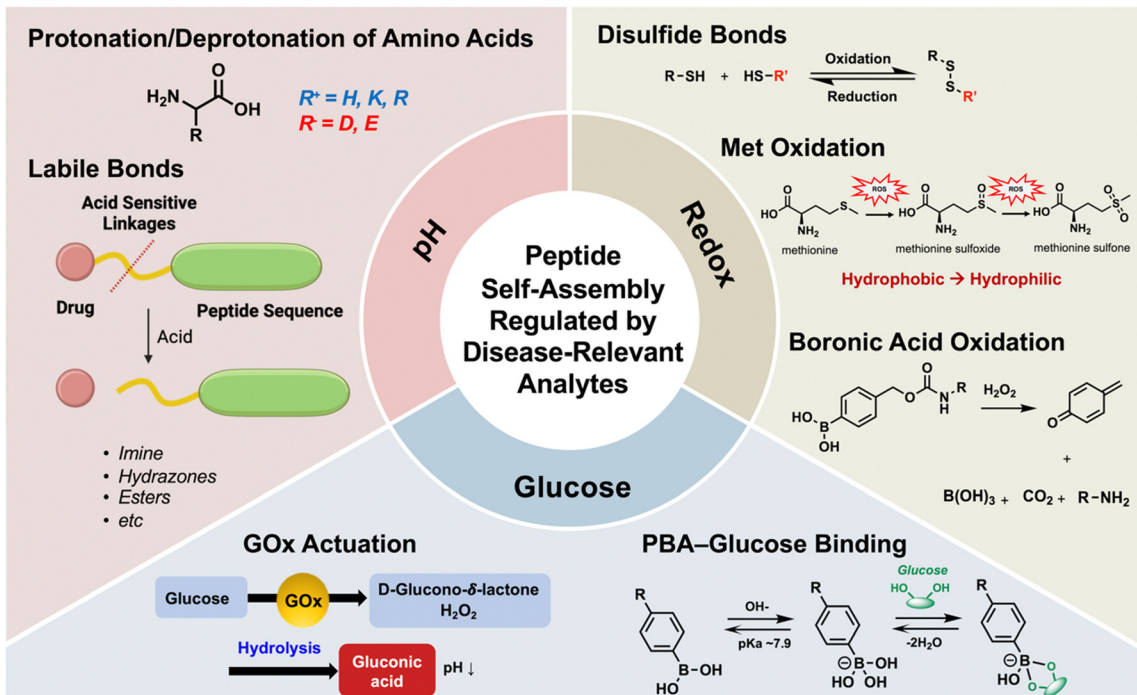 Protonation/Deprotonation of Amino Acids
H₂N
O
OH
R
R⁺ = H, K, R
R⁻ = D, E
Labile Bonds
Acid Sensitive
Linkages
Drug
Peptide Sequence
Acid
• Imine
• Hydrazones
• Esters
• etc
pH
Redox
Glucose
Peptide
Self-Assembly
Regulated by
Disease-Relevant
Analytes
Disulfide Bonds
R-SH + HS-R'
Oxidation
Reduction
R
S
S
R'
Met Oxidation
ROS
ROS
O
HO
S
NH₂
methionine
O
HO
O
S
NH₂
methionine sulfoxide
O
HO
O
S
O
NH₂
methionine sulfone
Hydrophobic → Hydrophilic
Boronic Acid Oxidation
HO
B
OH
O
O
N
H
R
H₂O₂
O
+
B(OH)₃ + CO₂ + R-NH₂
GOx Actuation
Glucose
GOx
D-Glucono-δ-lactone
H₂O₂
Hydrolysis
Gluconic
acid
pH ↓
PBA–Glucose Binding
R
B
OH
HO
OH-
pKa ~7.9
R
⊖
B
OH
HO
OH
Glucose
HO
OH
-2H₂O
R
⊖
B
HO
O
O